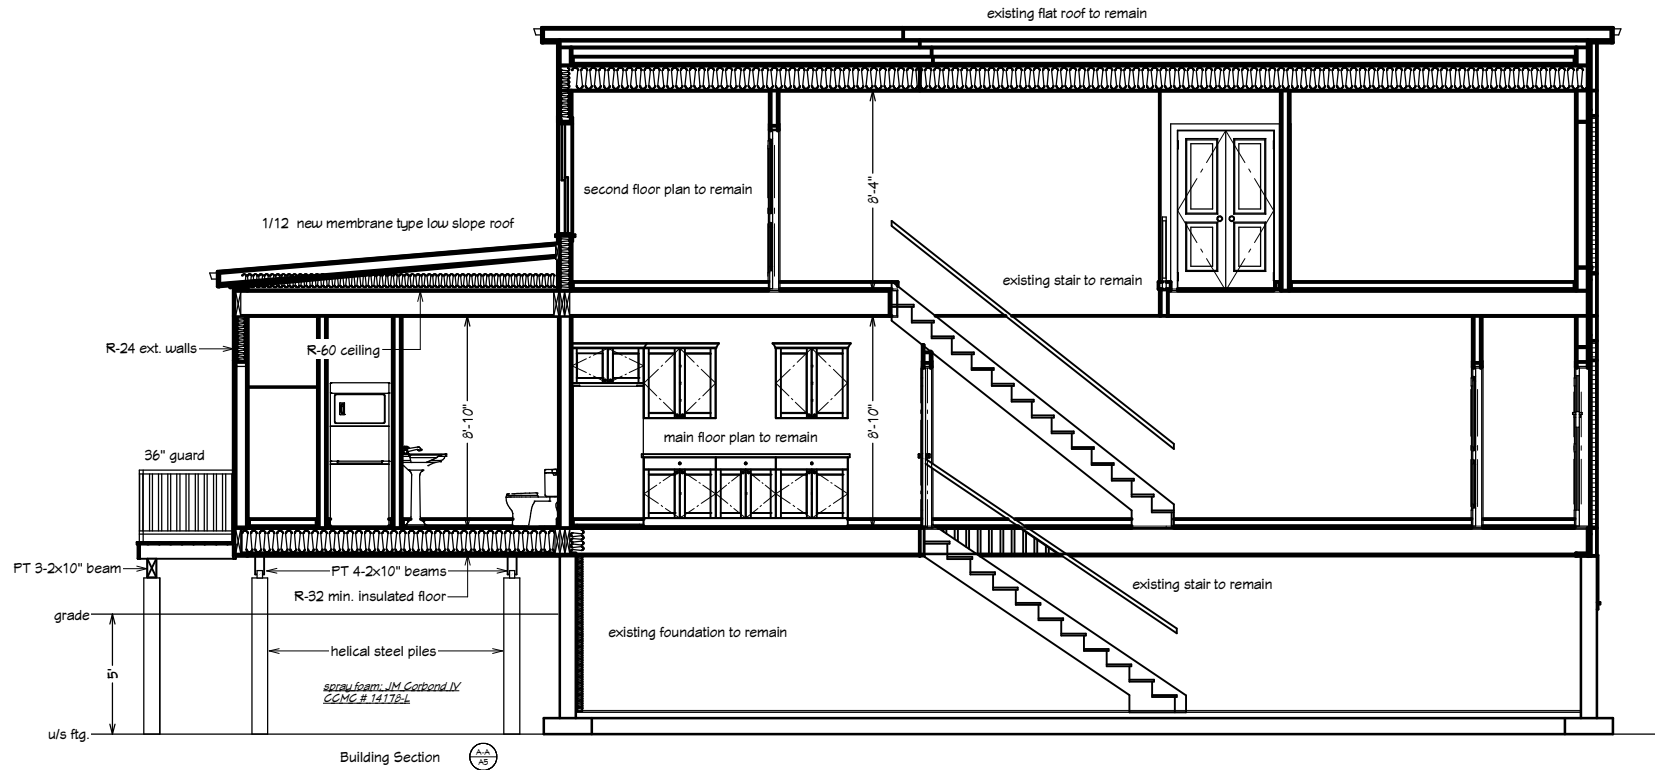 existing flat roof to remain
second floor plan to remain
8'-4"
1/12 new membrane type low slope roof
existing stair to remain
R-24 ext. walls
R-60 ceiling
8'-10"
8'-10"
main floor plan to remain
36" guard
PT 3-2x10" beam
PT 4-2x10" beams
R-32 min. insulated floor
existing stair to remain
grade
existing foundation to remain
helical steel piles
5'
spray foam: JM Corbond IV
CCMC # 14178-L
u/s ftg.
Building Section
A-A
A5